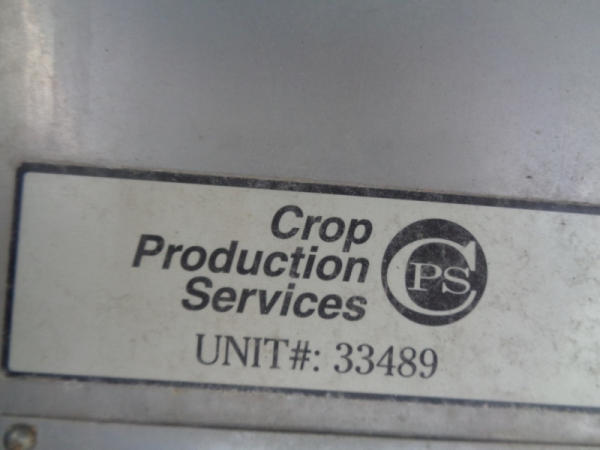 Crop
Production
Services
CPS
UNIT#: 33489